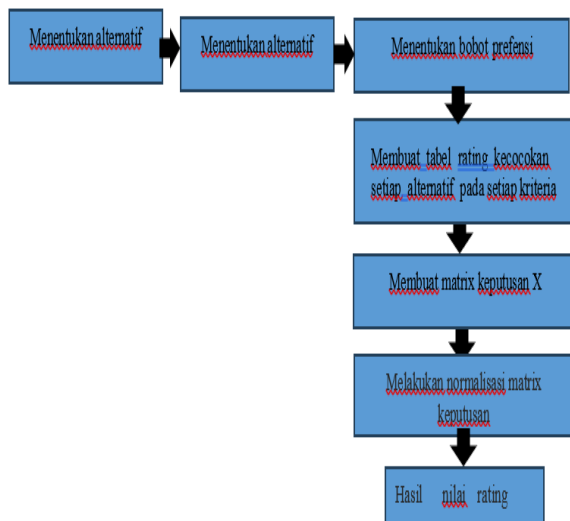 Menentukan alternatif
Menentukan alternatif
Menentukan bobot prefensi
Membuat tabel rating kecocokan
setiap alternatif pada setiap kriteria
Membuat matrix keputusan X
Melakukan normalisasi matrix
keputusan
Hasil nilai rating